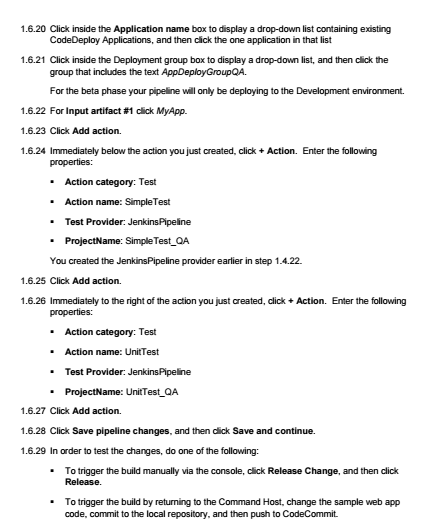 1.6.20 Click inside the Application name box to display a drop-down list containing existing
CodeDeploy Applications, and then click the one application in that list
1.6.21 Click inside the Deployment group box to display a drop-down list, and then click the
group that includes the text AppDeployGroupQA.
For the beta phase your pipeline will only be deploying to the Development environment.
1.6.22 For Input artifact #1 click MyApp.
1.6.23 Click Add action.
1.6.24 Immediately below the action you just created, click + Action. Enter the following
properties:
▪ Action category: Test
▪ Action name: SimpleTest
▪ Test Provider: JenkinsPipeline
▪ ProjectName: SimpleTest_QA
You created the JenkinsPipeline provider earlier in step 1.4.22.
1.6.25 Click Add action.
1.6.26 Immediately to the right of the action you just created, click + Action. Enter the following
properties:
▪ Action category: Test
▪ Action name: UnitTest
▪ Test Provider: JenkinsPipeline
▪ ProjectName: UnitTest_QA
1.6.27 Click Add action.
1.6.28 Click Save pipeline changes, and then click Save and continue.
1.6.29 In order to test the changes, do one of the following:
▪ To trigger the build manually via the console, click Release Change, and then click
Release.
▪ To trigger the build by returning to the Command Host, change the sample web app
code, commit to the local repository, and then push to CodeCommit.